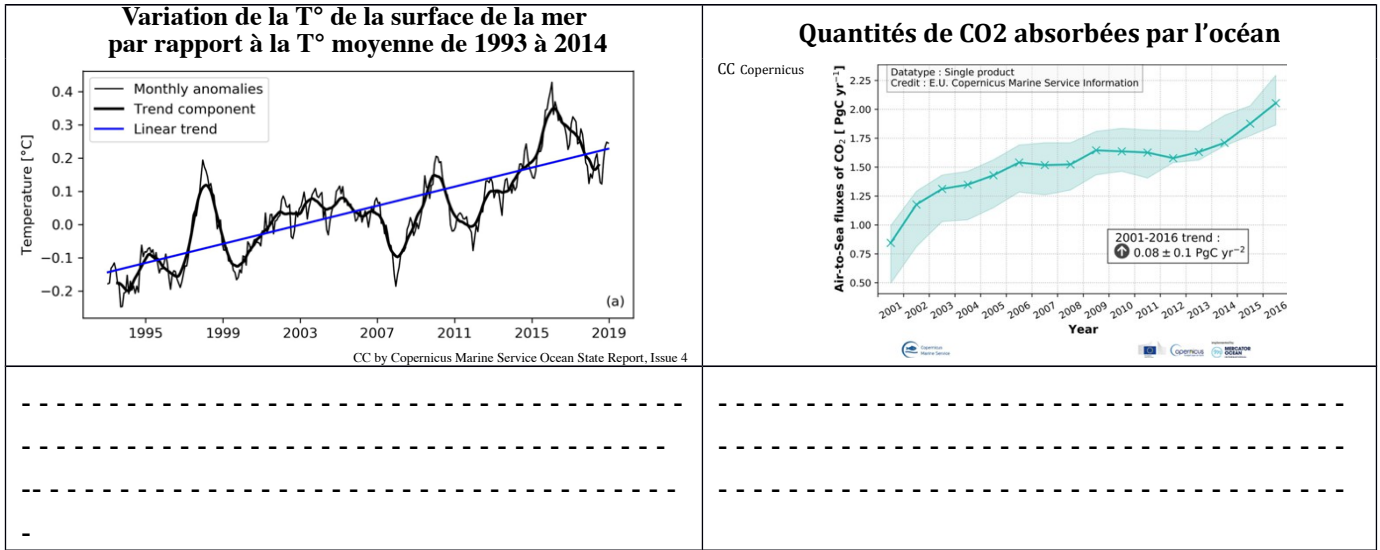 Variation de la T° de la surface de la mer
par rapport à la T° moyenne de 1993 à 2014
Temperature [°C]
0.4
0.3
0.2
0.1
0.0
−0.1
−0.2
Monthly anomalies
Trend component
Linear trend
(a)
1995 1999 2003 2007 2011 2015 2019
CC by Copernicus Marine Service Ocean State Report, Issue 4
Quantités de CO2 absorbées par l'océan
CC Copernicus
Air-to-Sea fluxes of CO₂ [ PgC yr⁻¹]
2.25
2.00
1.75
1.50
1.25
1.00
0.75
0.50
Datatype : Single product
Credit : E.U. Copernicus Marine Service Information
2001-2016 trend :
0.08 ± 0.1 PgC yr⁻²
2001 2002 2003 2004 2005 2006 2007 2008 2009 2010 2011 2012 2013 2014 2015 2016
Year
Copernicus
Marine Service
opernicus
MERCATOR
OCEAN